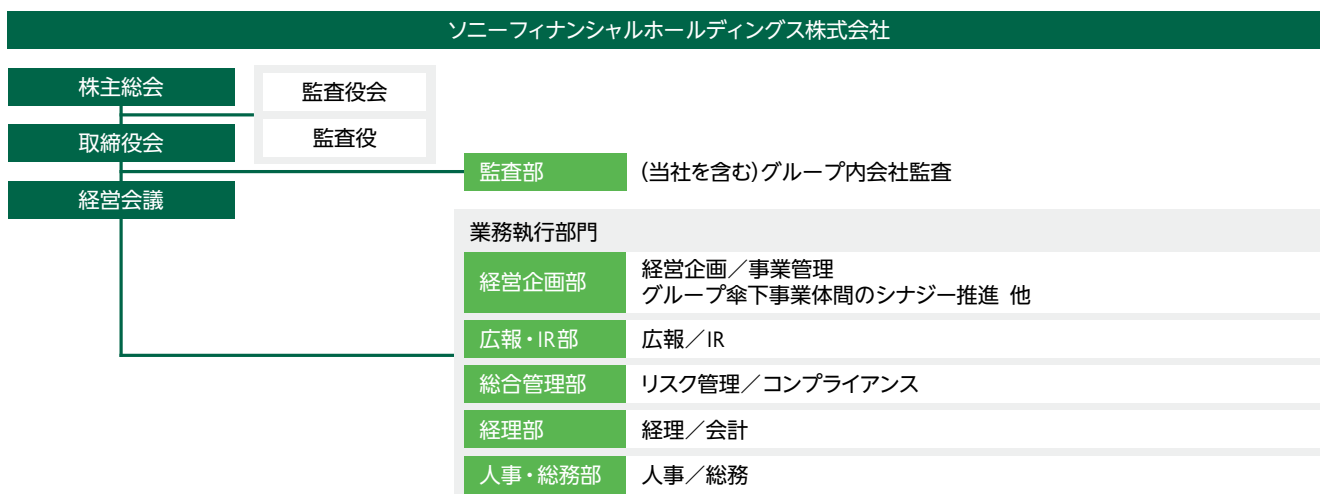 ソニーフィナンシャルホールディングス株式会社
株主総会
監査役会
取締役会
監査役
監査部 (当社を含む)グループ内会社監査
経営会議
業務執行部門
経営企画部 経営企画／事業管理
グループ傘下事業体間のシナジー推進 他
広報・IR部 広報／IR
総合管理部 リスク管理／コンプライアンス
経理部 経理／会計
人事・総務部 人事／総務